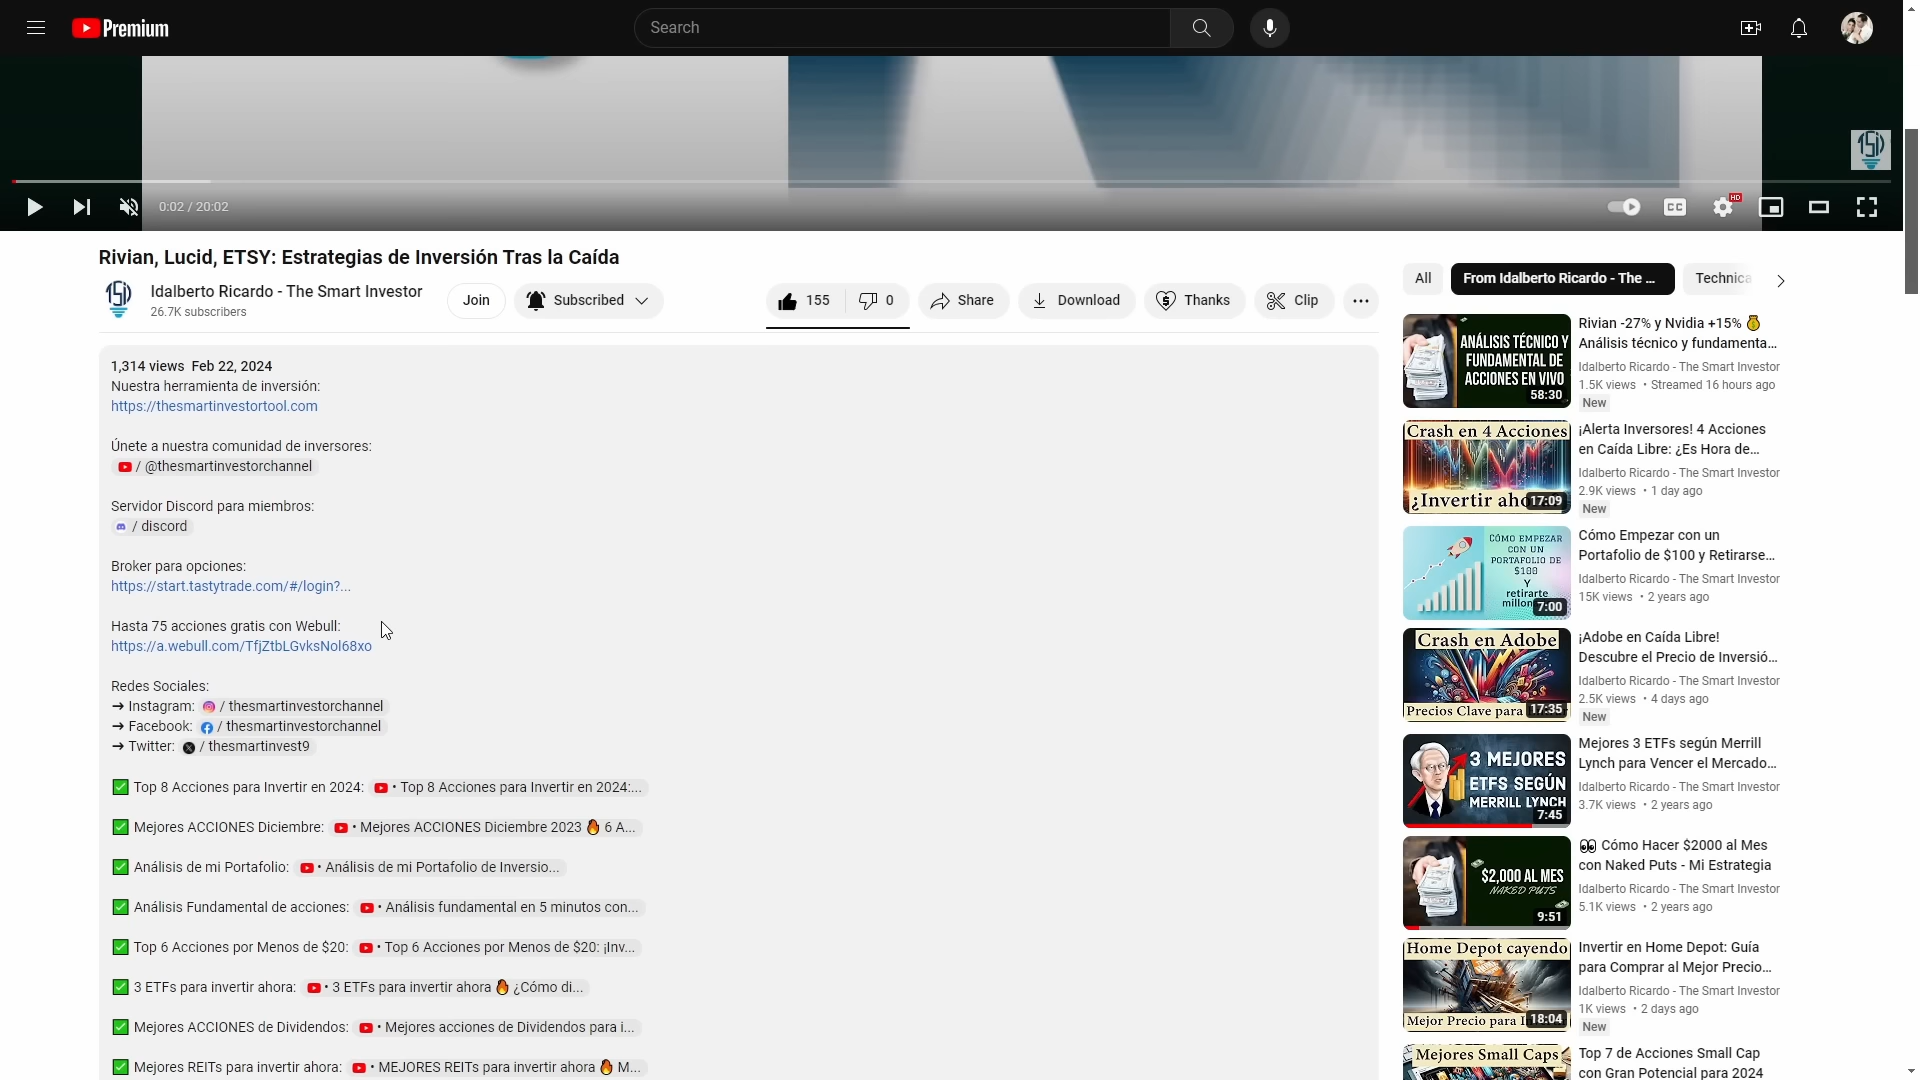 Premium
Search
0:02 / 20:02
CC
HD
Rivian, Lucid, ETSY: Estrategias de Inversión Tras la Caída
Idalberto Ricardo - The Smart Investor
26.7K subscribers
Join
Subscribed
155
0
Share
Download
Thanks
Clip
1,314 views Feb 22, 2024
Nuestra herramienta de inversión:
https://thesmartinvestortool.com
Únete a nuestra comunidad de inversores:
/ @thesmartinvestorchannel
Servidor Discord para miembros:
/ discord
Broker para opciones:
https://start.tastytrade.com/#/login?...
Hasta 75 acciones gratis con Webull:
https://a.webull.com/TfjZtbLGvksNol68xo
Redes Sociales:
➔ Instagram: / thesmartinvestorchannel
➔ Facebook: / thesmartinvestorchannel
➔ Twitter: / thesmartinvest9
✅ Top 8 Acciones para Invertir en 2024: • Top 8 Acciones para Invertir en 2024:...
✅ Mejores ACCIONES Diciembre: • Mejores ACCIONES Diciembre 2023 🔥 6 A...
✅ Análisis de mi Portafolio: • Análisis de mi Portafolio de Inversio...
✅ Análisis Fundamental de acciones: • Análisis fundamental en 5 minutos con...
✅ Top 6 Acciones por Menos de $20: • Top 6 Acciones por Menos de $20: ¡Inv...
✅ 3 ETFs para invertir ahora: • 3 ETFs para invertir ahora 🔥 ¿Cómo di...
✅ Mejores ACCIONES de Dividendos: • Mejores acciones de Dividendos para i...
✅ Mejores REITs para invertir ahora: • MEJORES REITs para invertir ahora 🔥 M...
All
From Idalberto Ricardo - The ...
Technica
ANÁLISIS TÉCNICO Y
FUNDAMENTAL DE
ACCIONES EN VIVO
58:30
Rivian -27% y Nvidia +15% 💰
Análisis técnico y fundamenta...
Idalberto Ricardo - The Smart Investor
1.5K views • Streamed 16 hours ago
New
Crash en 4 Acciones
¿Invertir aho
17:09
¡Alerta Inversores! 4 Acciones
en Caída Libre: ¿Es Hora de...
Idalberto Ricardo - The Smart Investor
2.9K views • 1 day ago
New
CÓMO EMPEZAR
CON UN
PORTAFOLIO DE
$100
Y
retirarte
millon
7:00
Cómo Empezar con un
Portafolio de $100 y Retirarse...
Idalberto Ricardo - The Smart Investor
15K views • 2 years ago
Crash en Adobe
Precios Clave para
17:35
¡Adobe en Caída Libre!
Descubre el Precio de Inversió...
Idalberto Ricardo - The Smart Investor
2.5K views • 4 days ago
New
3 MEJORES
ETFS SEGÚN
MERRILL LYNCH
7:45
Mejores 3 ETFs según Merrill
Lynch para Vencer el Mercado...
Idalberto Ricardo - The Smart Investor
3.7K views • 2 years ago
$2,000 AL MES
NAKED PUTS
9:51
👀 Cómo Hacer $2000 al Mes
con Naked Puts - Mi Estrategia
Idalberto Ricardo - The Smart Investor
5.1K views • 2 years ago
Home Depot cayendo
Mejor Precio para
18:04
Invertir en Home Depot: Guía
para Comprar al Mejor Precio...
Idalberto Ricardo - The Smart Investor
1K views • 2 days ago
New
Mejores Small Caps
Top 7 de Acciones Small Cap
con Gran Potencial para 2024